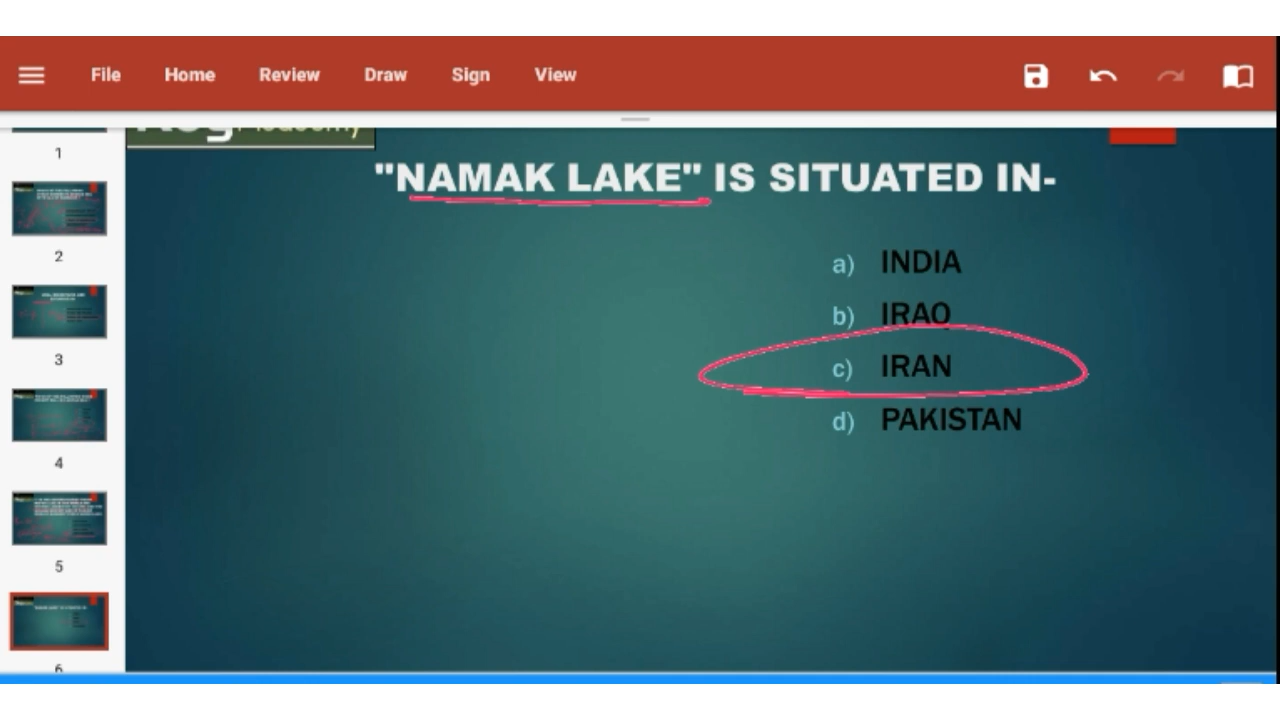 File Home Review Draw Sign View
1
2
3
4
5
6
"NAMAK LAKE" IS SITUATED IN-
a) INDIA
b) IRAQ
c) IRAN
d) PAKISTAN